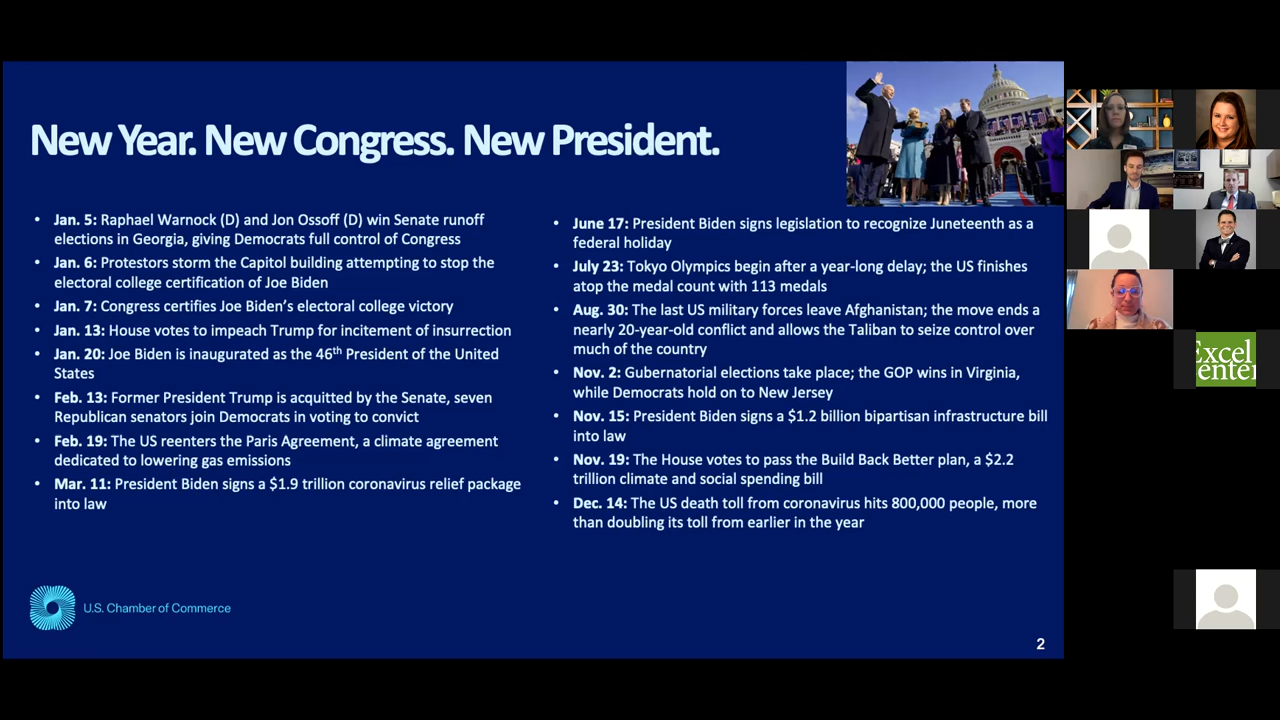 New Year. New Congress. New President.
• Jan. 5: Raphael Warnock (D) and Jon Ossoff (D) win Senate runoff
elections in Georgia, giving Democrats full control of Congress
• Jan. 6: Protestors storm the Capitol building attempting to stop the
electoral college certification of Joe Biden
• Jan. 7: Congress certifies Joe Biden's electoral college victory
• Jan. 13: House votes to impeach Trump for incitement of insurrection
• Jan. 20: Joe Biden is inaugurated as the 46th President of the United
States
• Feb. 13: Former President Trump is acquitted by the Senate, seven
Republican senators join Democrats in voting to convict
• Feb. 19: The US reenters the Paris Agreement, a climate agreement
dedicated to lowering gas emissions
• Mar. 11: President Biden signs a $1.9 trillion coronavirus relief package
into law
• June 17: President Biden signs legislation to recognize Juneteenth as a
federal holiday
• July 23: Tokyo Olympics begin after a year-long delay; the US finishes
atop the medal count with 113 medals
• Aug. 30: The last US military forces leave Afghanistan; the move ends a
nearly 20-year-old conflict and allows the Taliban to seize control over
much of the country
• Nov. 2: Gubernatorial elections take place; the GOP wins in Virginia,
while Democrats hold on to New Jersey
• Nov. 15: President Biden signs a $1.2 billion bipartisan infrastructure bill
into law
• Nov. 19: The House votes to pass the Build Back Better plan, a $2.2
trillion climate and social spending bill
• Dec. 14: The US death toll from coronavirus hits 800,000 people, more
than doubling its toll from earlier in the year
U.S. Chamber of Commerce
2
Excel
enter